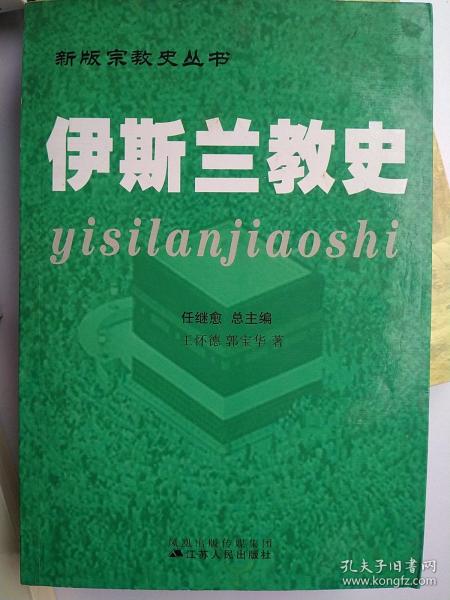 新版宗教史丛书
伊斯兰教史
yisilanjiaoshi
任继愈 总主编
王怀德 郭宝华 著
凤凰出版传媒集团
江苏人民出版社
孔夫子旧书网
www.kongfz.com